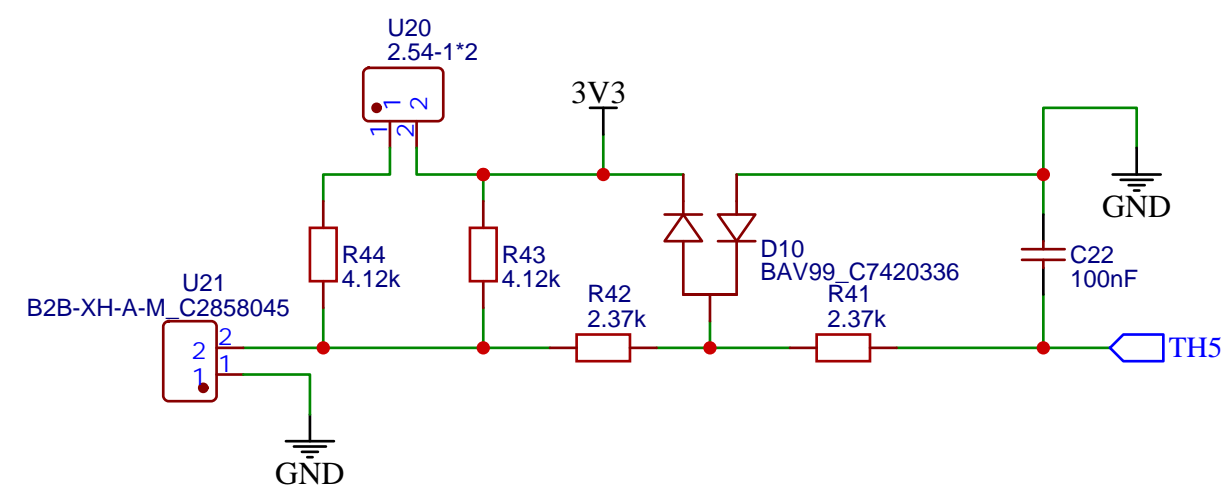 U20
2.54-1*2
1
2
1
2
3V3
GND
R44
4.12k
R43
4.12k
D10
BAV99_C7420336
C22
100nF
U21
B2B-XH-A-M_C2858045
R42
2.37k
R41
2.37k
2
2
1
1
TH5
GND